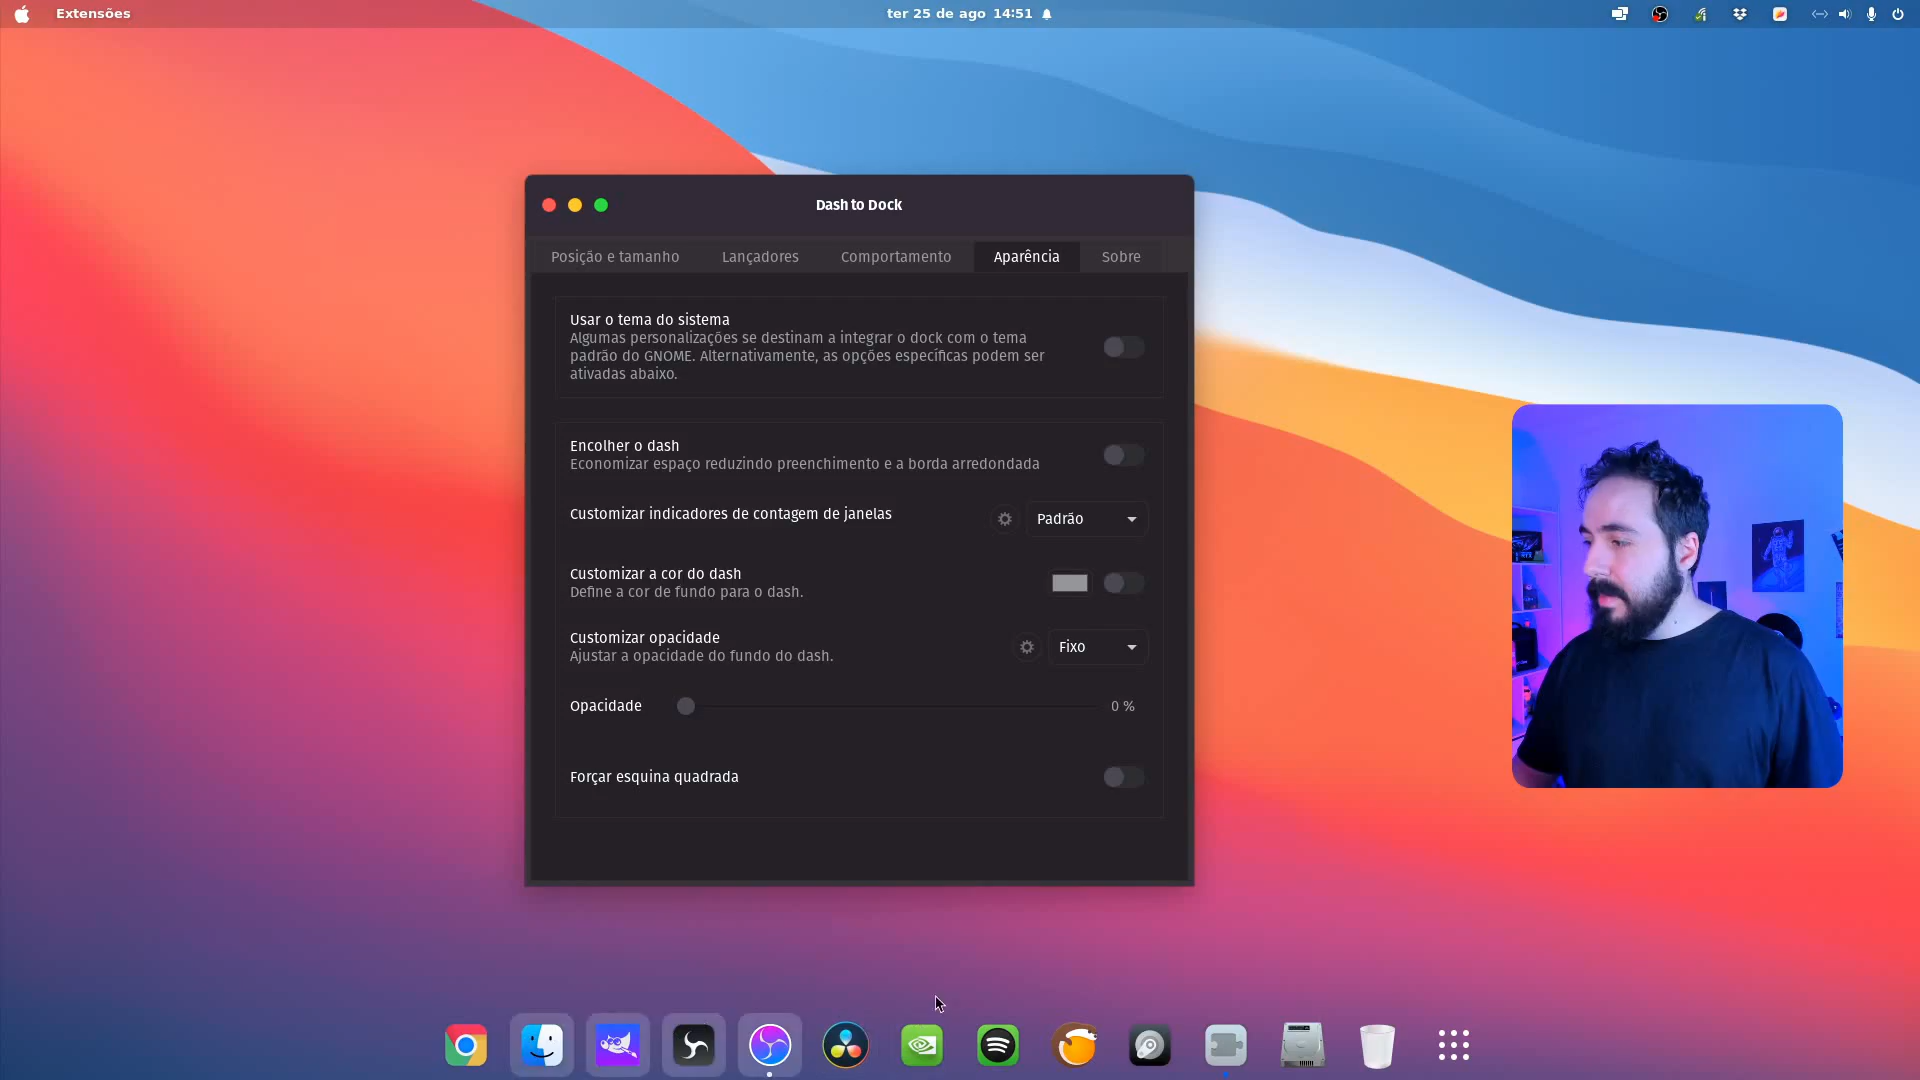 Extensões
ter 25 de ago 14:51
Dash to Dock
Posição e tamanho
Lançadores
Comportamento
Aparência
Sobre
Usar o tema do sistema
Algumas personalizações se destinam a integrar o dock com o tema
padrão do GNOME. Alternativamente, as opções específicas podem ser
ativadas abaixo.
Encolher o dash
Economizar espaço reduzindo preenchimento e a borda arredondada
Customizar indicadores de contagem de janelas
Padrão
Customizar a cor do dash
Define a cor de fundo para o dash.
Customizar opacidade
Ajustar a opacidade do fundo do dash.
Fixo
Opacidade
0 %
Forçar esquina quadrada